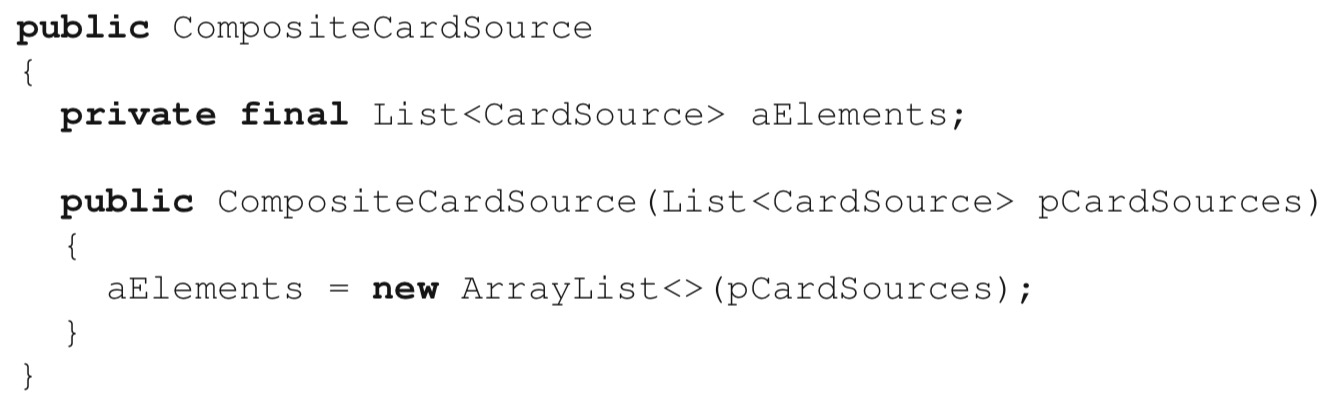 public CompositeCardSource
{
  private final List<CardSource> aElements;

  public CompositeCardSource(List<CardSource> pCardSources)
  {
    aElements = new ArrayList<>(pCardSources);
  }
}